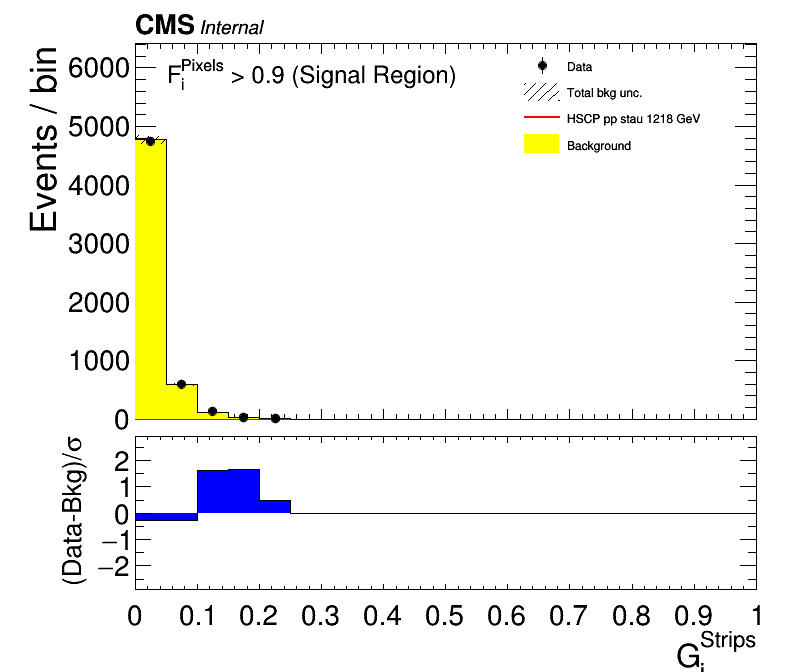 CMS Internal
F_i^Pixels > 0.9 (Signal Region)
Data
Total bkg unc.
HSCP pp stau 1218 GeV
Background
Events / bin
6000
5000
4000
3000
2000
1000
0
(Data-Bkg)/σ
2
1
0
−1
−2
0 0.1 0.2 0.3 0.4 0.5 0.6 0.7 0.8 0.9 1
G_i^Strips